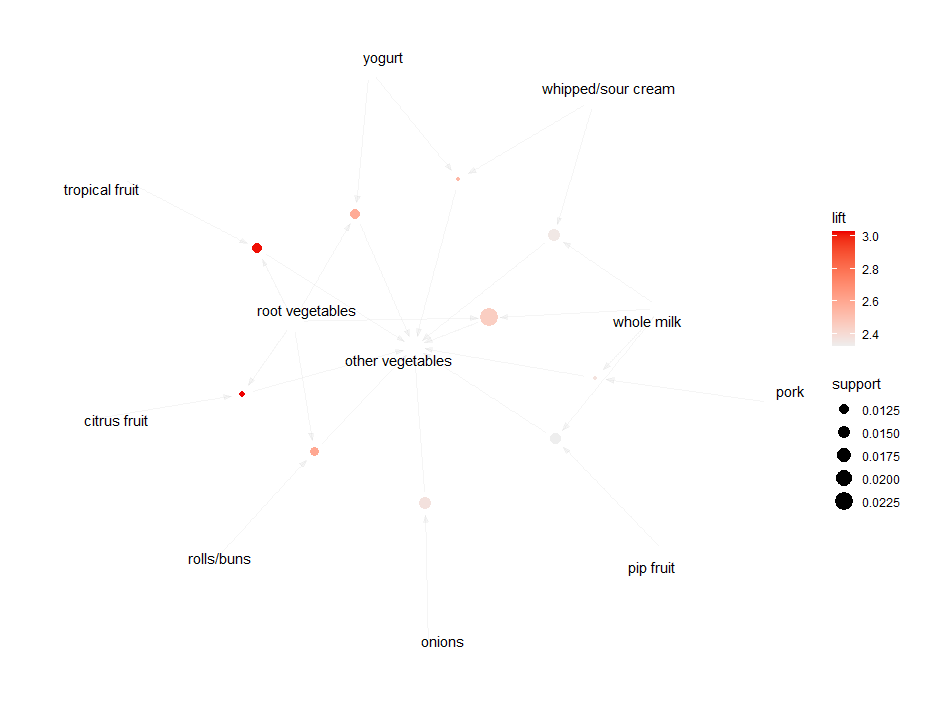 yogurt
whipped/sour cream
tropical fruit
root vegetables
whole milk
other vegetables
pork
citrus fruit
rolls/buns
pip fruit
onions
lift
3.0
2.8
2.6
2.4
support
0.0125
0.0150
0.0175
0.0200
0.0225